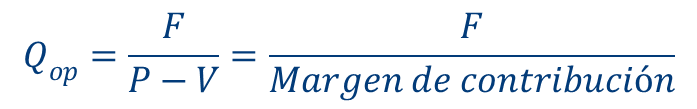 Q_op = F / (P − V) = F / Margen de contribución